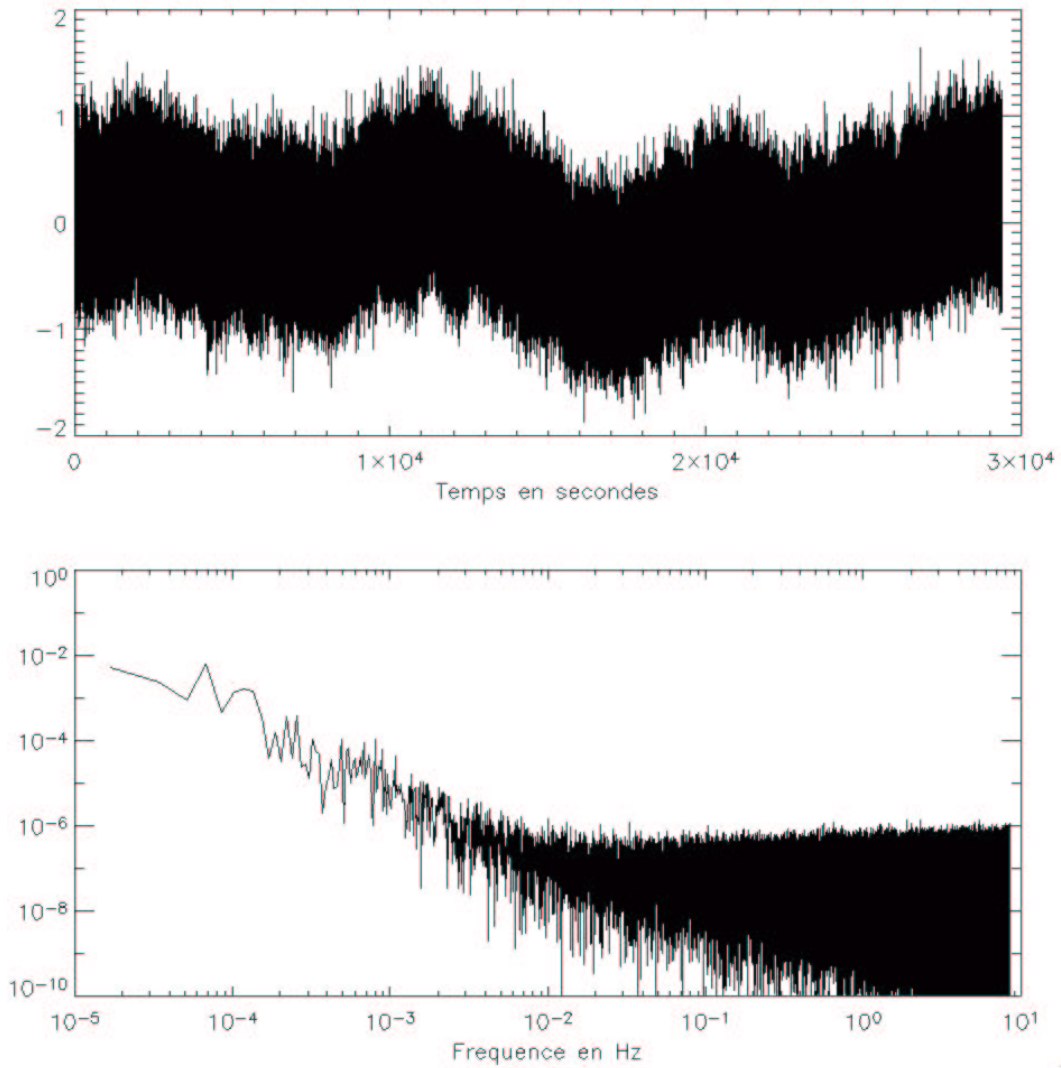 2
1
0
-1
-2
0 1×10⁴ 2×10⁴ 3×10⁴
Temps en secondes
10⁰
10⁻²
10⁻⁴
10⁻⁶
10⁻⁸
10⁻¹⁰
10⁻⁵ 10⁻⁴ 10⁻³ 10⁻² 10⁻¹ 10⁰ 10¹
Frequence en Hz